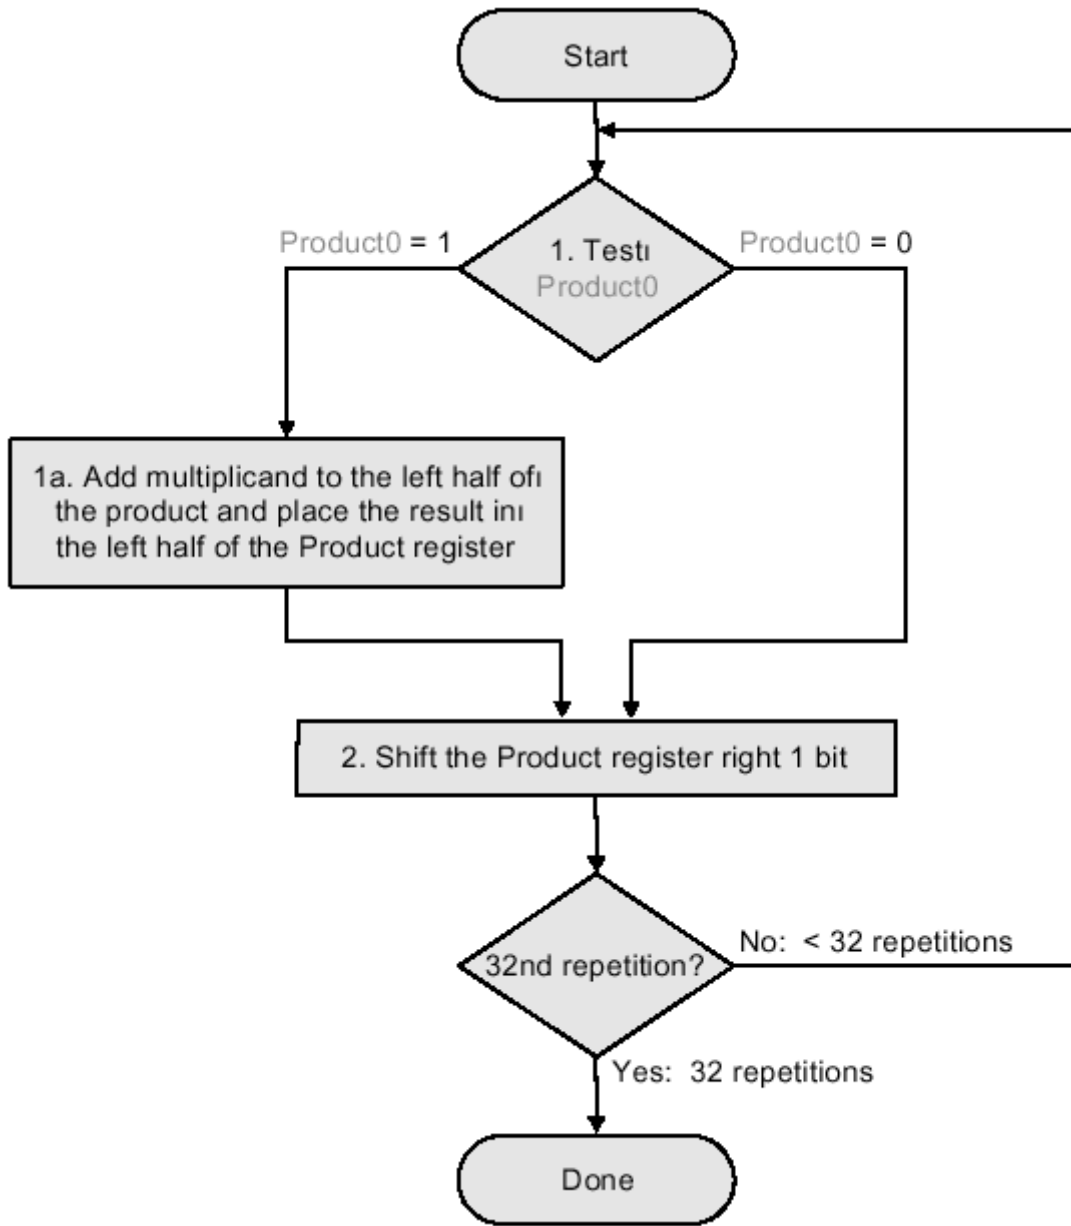 Start
Product0 = 1
1. Testı
Product0
Product0 = 0
1a. Add multiplicand to the left half ofı
the product and place the result inı
the left half of the Product register
2. Shift the Product register right 1 bit
32nd repetition?
No:  < 32 repetitions
Yes:  32 repetitions
Done